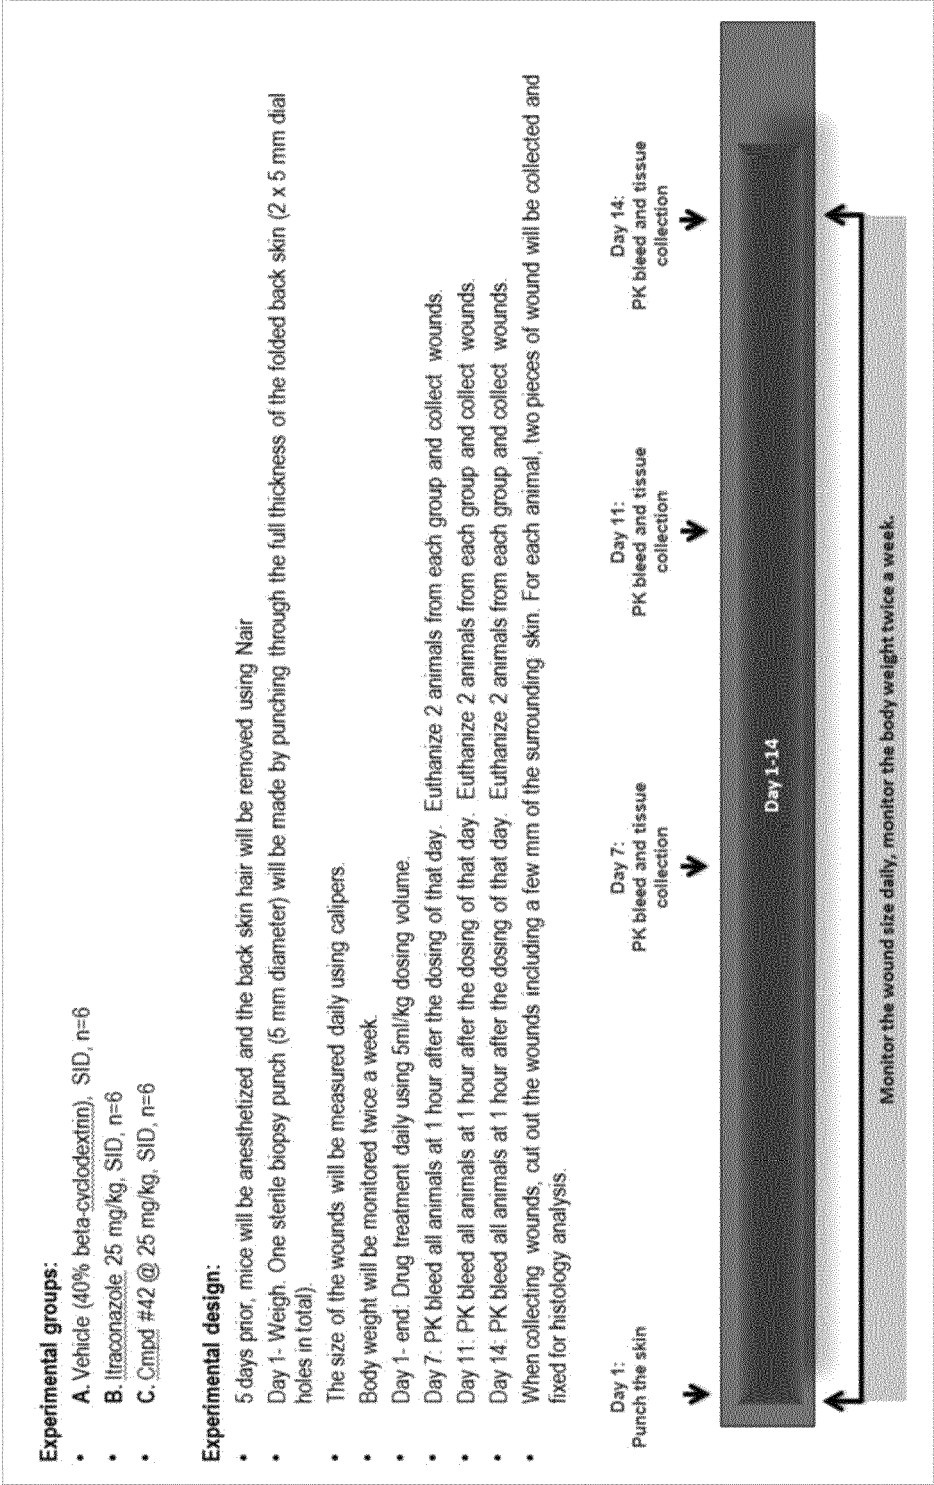 Experimental groups:
• A. Vehicle (40% beta-cyclodextrin), SID, n=6
• B. Itraconazole 25 mg/kg, SID, n=6
• C. Cmpd #42 @ 25 mg/kg, SID, n=6
Experimental design:
• 5 days prior, mice will be anesthetized and the back skin hair will be removed using Nair
• Day 1- Weigh. One sterile biopsy punch (5 mm diameter) will be made by punching through the full thickness of the folded back skin (2 x 5 mm dial
holes in total).
• The size of the wounds will be measured daily using calipers.
• Body weight will be monitored twice a week.
• Day 1- end. Drug treatment daily using 5ml/kg dosing volume.
• Day 7: PK bleed all animals at 1 hour after the dosing of that day. Euthanize 2 animals from each group and collect wounds.
• Day 11: PK bleed all animals at 1 hour after the dosing of that day. Euthanize 2 animals from each group and collect wounds.
• Day 14: PK bleed all animals at 1 hour after the dosing of that day. Euthanize 2 animals from each group and collect wounds.
• When collecting wounds, cut out the wounds including a few mm of the surrounding skin. For each animal, two pieces of wound will be collected and
fixed for histology analysis.
Day 1:
Punch the skin
Day 7:
PK bleed and tissue
collection
Day 11:
PK bleed and tissue
collection
Day 14:
PK bleed and tissue
collection
Day 1-14
Monitor the wound size daily, monitor the body weight twice a week.